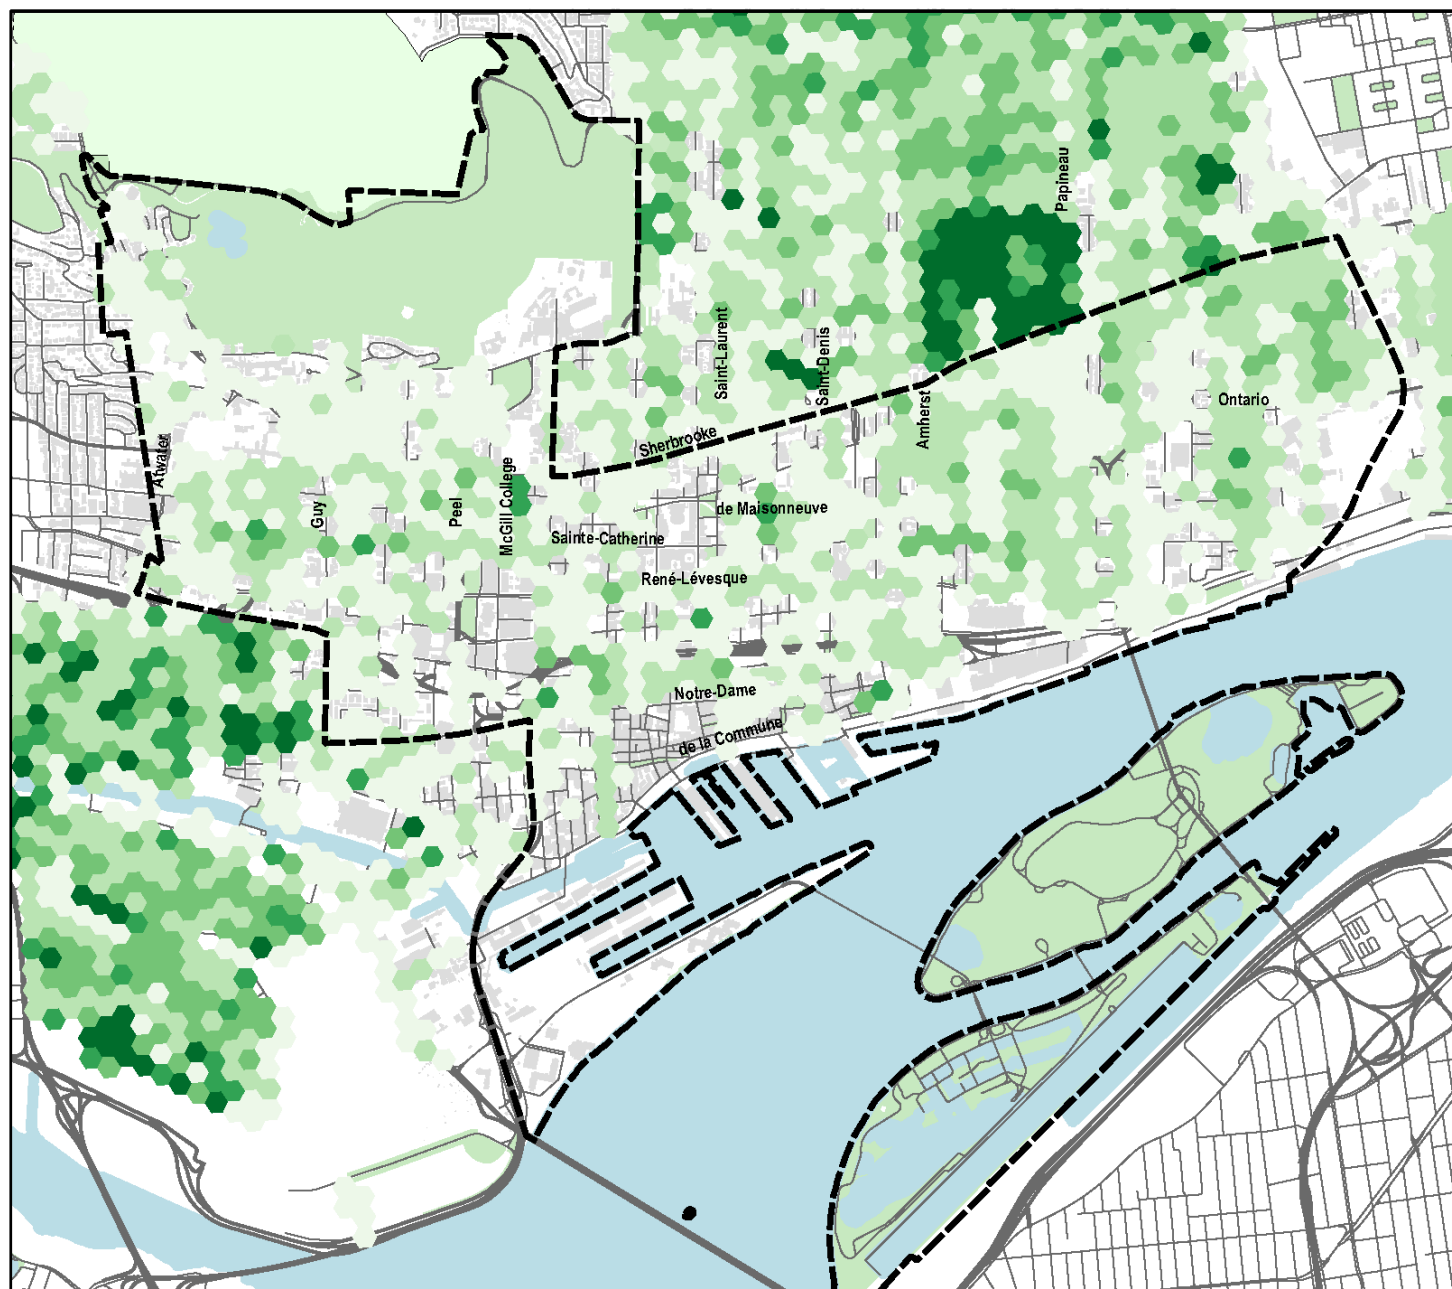 Papineau
Saint-Laurent
Saint-Denis
Amherst
Ontario
Sherbrooke
Atwater
Guy
Peel
McGill College
de Maisonneuve
Sainte-Catherine
René-Lévesque
Notre-Dame
de la Commune